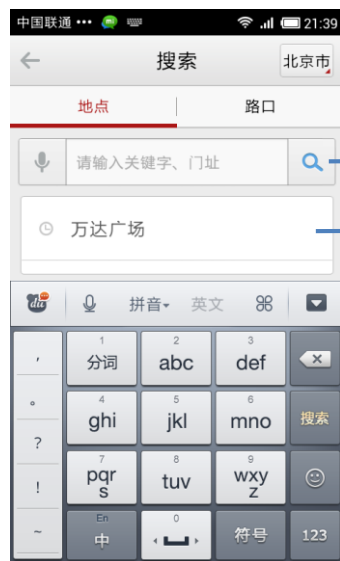 中国联通 ••• 21:39
搜索 北京市
地点 路口
请输入关键字、门址
万达广场
du 拼音 英文
, 1 分词 2 abc 3 def
。 4 ghi 5 jkl 6 mno 搜索
?
! 7 pqrs 8 tuv 9 wxyz
~ En 中 0 符号 123